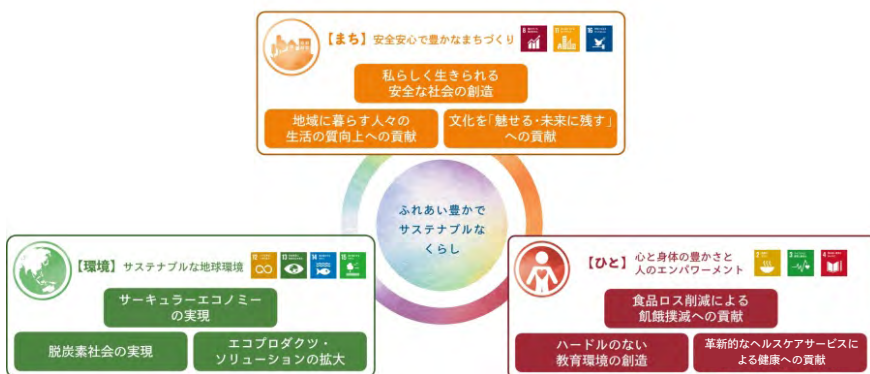 【まち】安全安心で豊かなまちづくり
8
11
16
私らしく生きられる
安全な社会の創造
地域に暮らす人々の
生活の質向上への貢献
文化を「魅せる・未来に残す」
への貢献
ふれあい豊かで
サステナブルな
くらし
【環境】サステナブルな地球環境
12
13
14
15
サーキュラーエコノミー
の実現
脱炭素社会の実現
エコプロダクツ・
ソリューションの拡大
【ひと】心と身体の豊かさと
人のエンパワーメント
2
3
4
食品ロス削減による
飢餓撲滅への貢献
ハードルのない
教育環境の創造
革新的なヘルスケアサービスに
よる健康への貢献